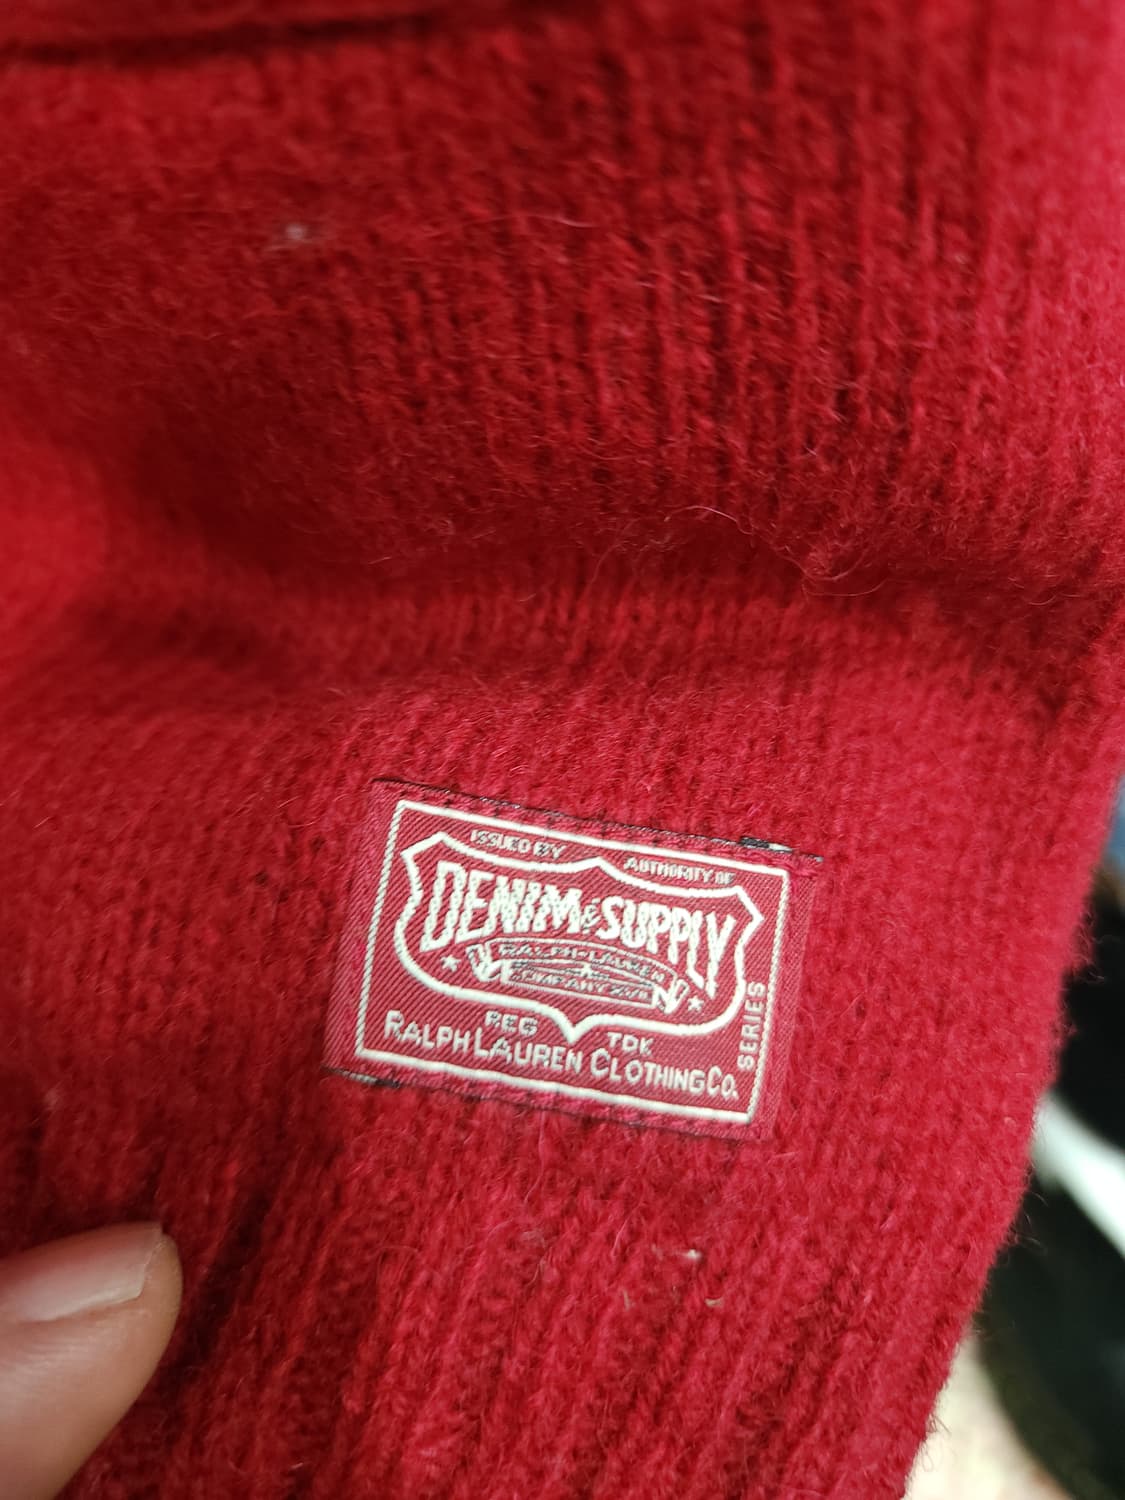 ISSUED BY AUTHORITY OF
DENIM & SUPPLY
RALPH LAUREN
COMPANY
REG TDK
RALPH LAUREN CLOTHING CO.
SERIES